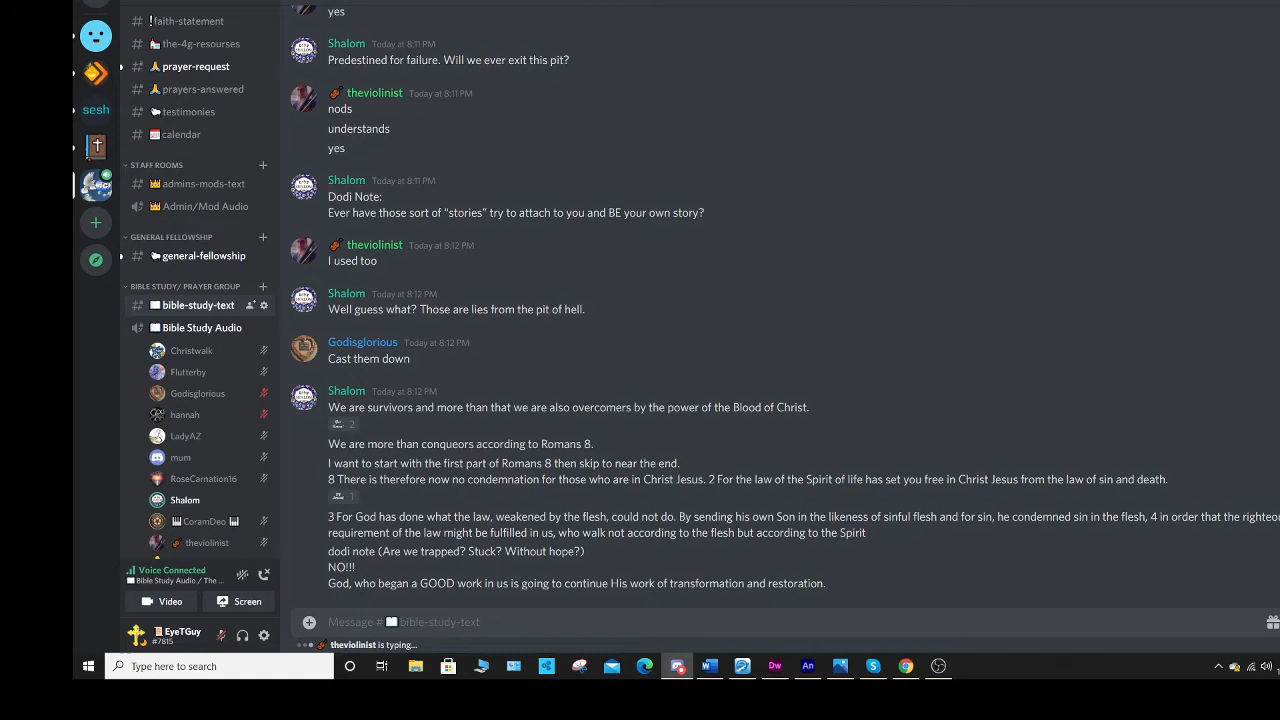 faith-statement
the-4g-resourses
prayer-request
prayers-answered
sesh
testimonies
calendar
STAFF ROOMS
admins-mods-text
Admin/Mod Audio
GENERAL FELLOWSHIP
general-fellowship
BIBLE STUDY/ PRAYER GROUP
bible-study-text
Bible Study Audio
Christwalk
Flutterby
Godisglorious
hannah
LadyAZ
mum
RoseCarnation16
Shalom
CoramDeo
theviolinist
Voice Connected
Bible Study Audio / The ...
Video Screen
EyeTGuy
#7815
yes
Shalom Today at 8:11 PM
Predestined for failure. Will we ever exit this pit?
theviolinist Today at 8:11 PM
nods
understands
yes
Shalom Today at 8:11 PM
Dodi Note:
Ever have those sort of “stories” try to attach to you and BE your own story?
theviolinist Today at 8:12 PM
I used too
Shalom Today at 8:12 PM
Well guess what? Those are lies from the pit of hell.
Godisglorious Today at 8:12 PM
Cast them down
Shalom Today at 8:12 PM
We are survivors and more than that we are also overcomers by the power of the Blood of Christ.
2
We are more than conqueors according to Romans 8.
I want to start with the first part of Romans 8 then skip to near the end.
8 There is therefore now no condemnation for those who are in Christ Jesus. 2 For the law of the Spirit of life has set you free in Christ Jesus from the law of sin and death.
1
3 For God has done what the law, weakened by the flesh, could not do. By sending his own Son in the likeness of sinful flesh and for sin, he condemned sin in the flesh, 4 in order that the righteou
requirement of the law might be fulfilled in us, who walk not according to the flesh but according to the Spirit
dodi note (Are we trapped? Stuck? Without hope?)
NO!!!
God, who began a GOOD work in us is going to continue His work of transformation and restoration.
Message # bible-study-text
theviolinist is typing...
Type here to search
Dw
An